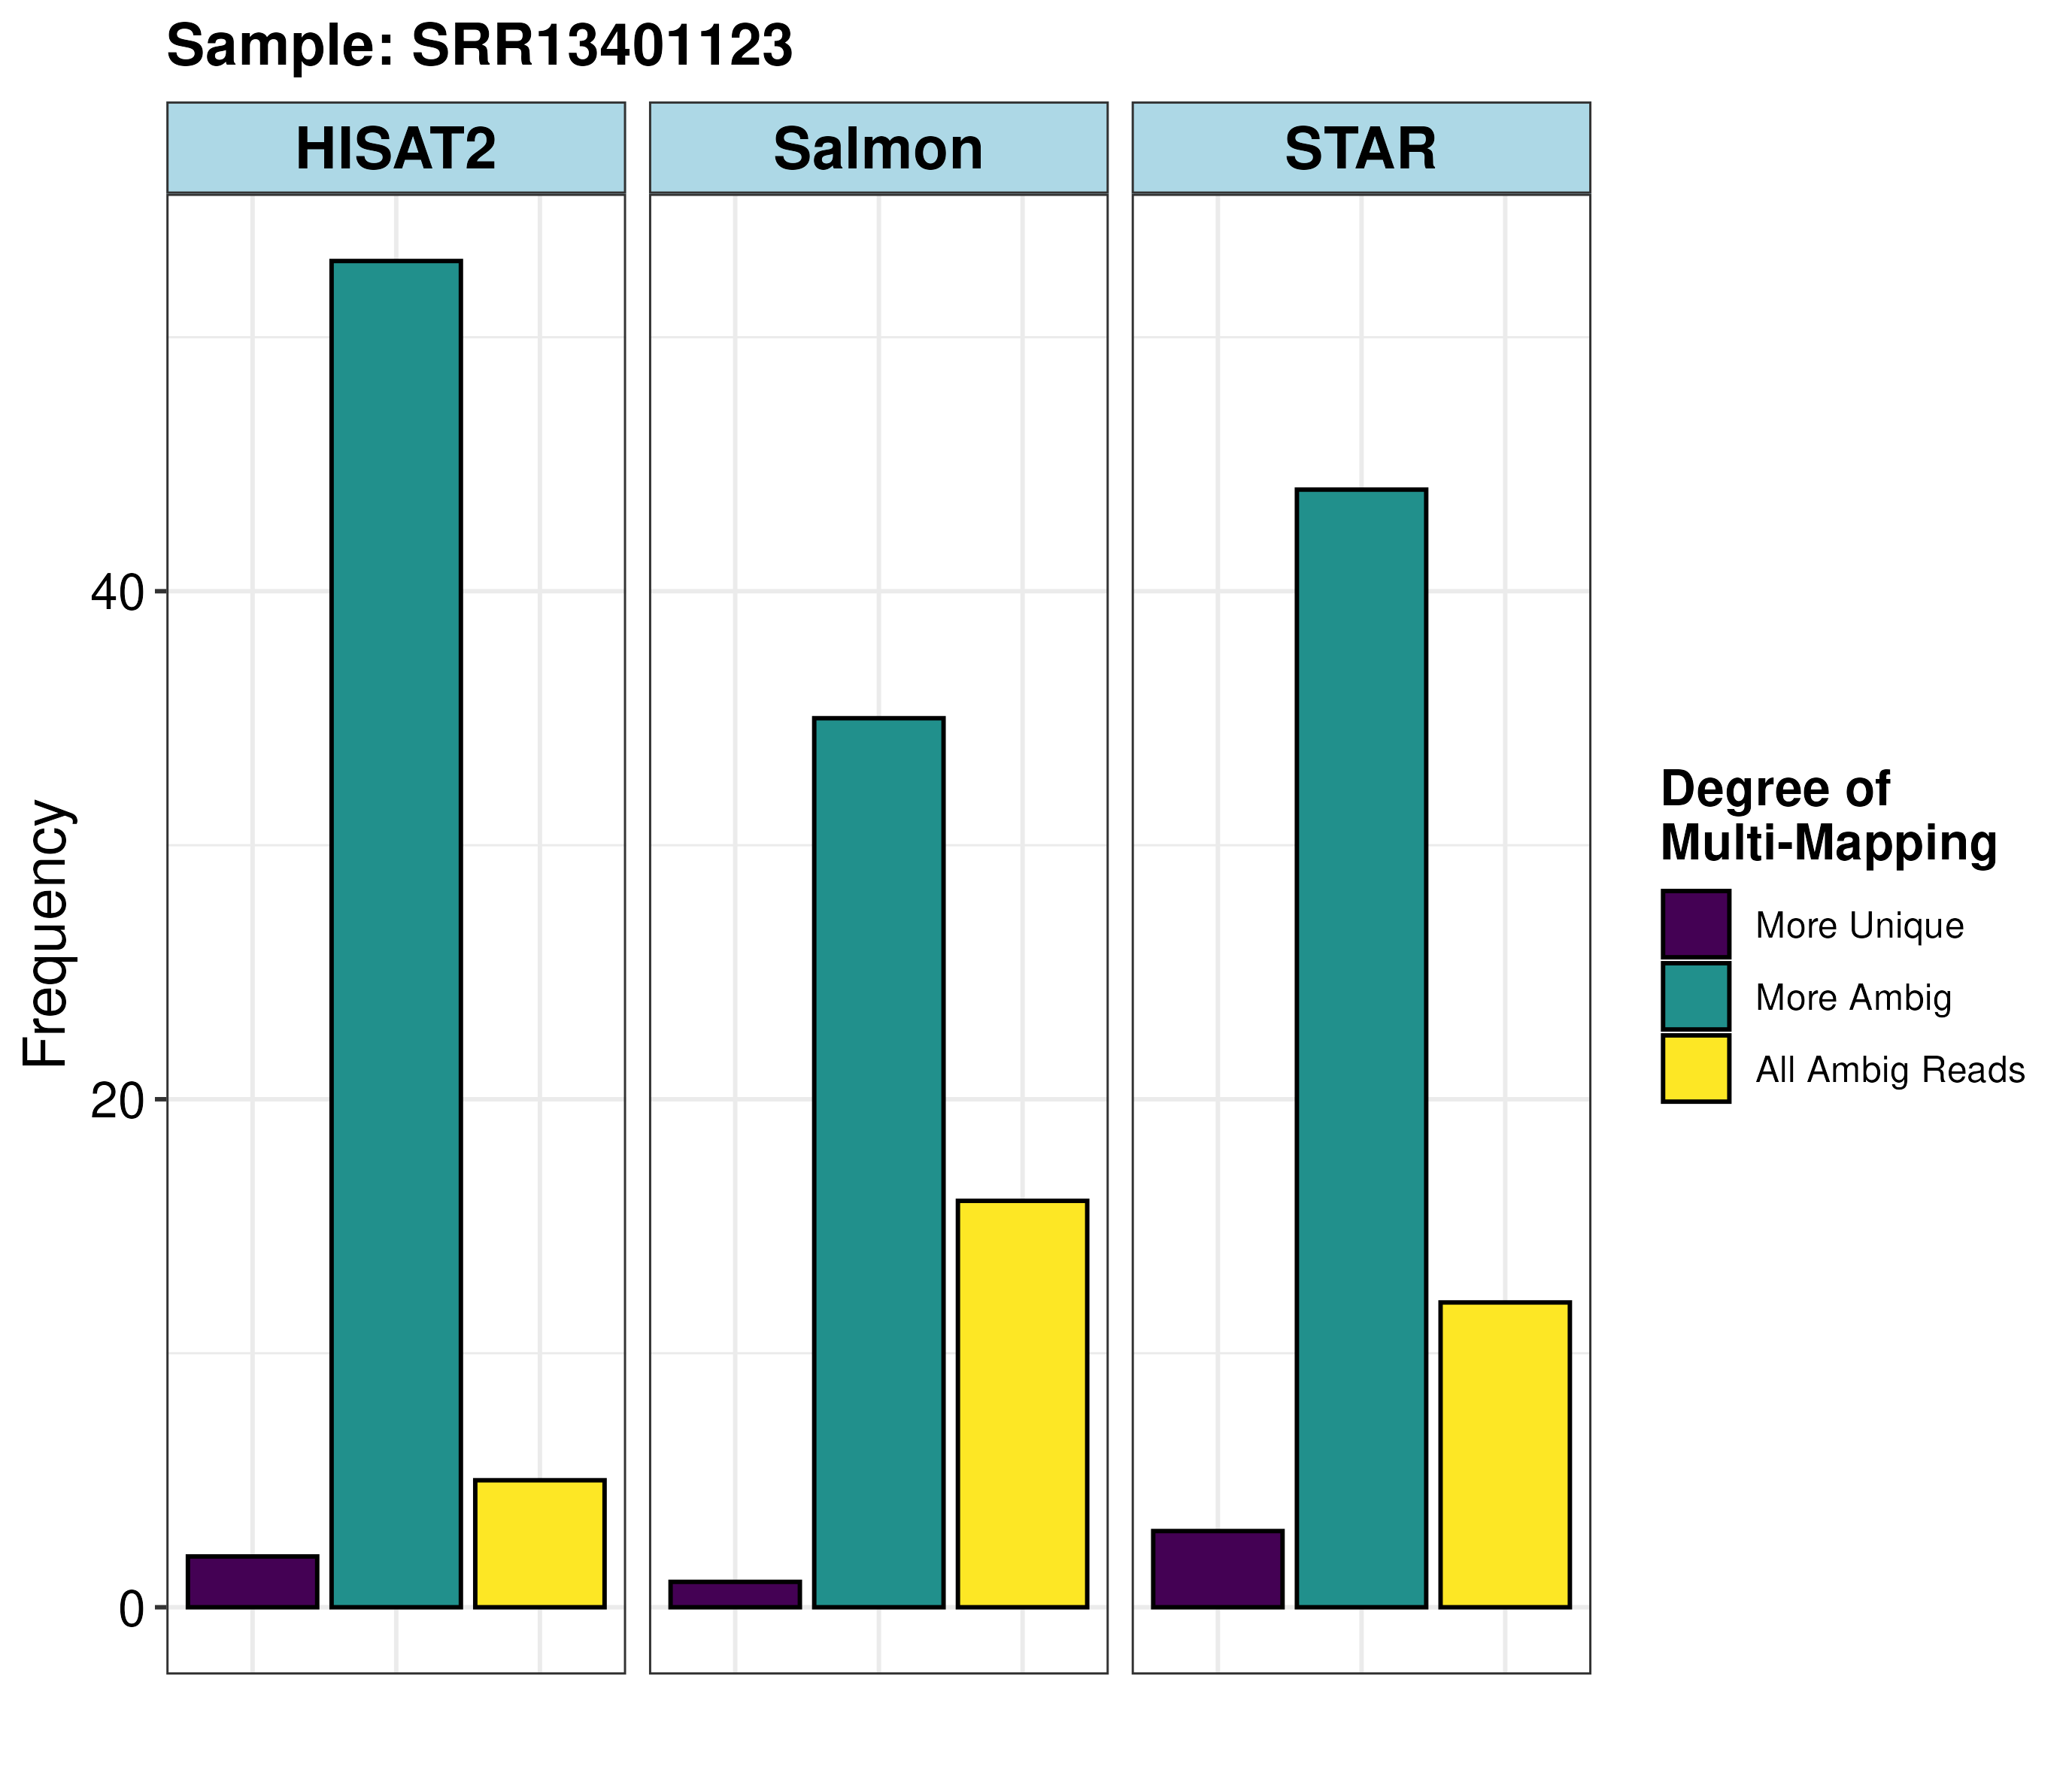 Sample: SRR13401123
HISAT2
Salmon
STAR
Frequency
40
20
0
Degree of
Multi-Mapping
More Unique
More Ambig
All Ambig Reads